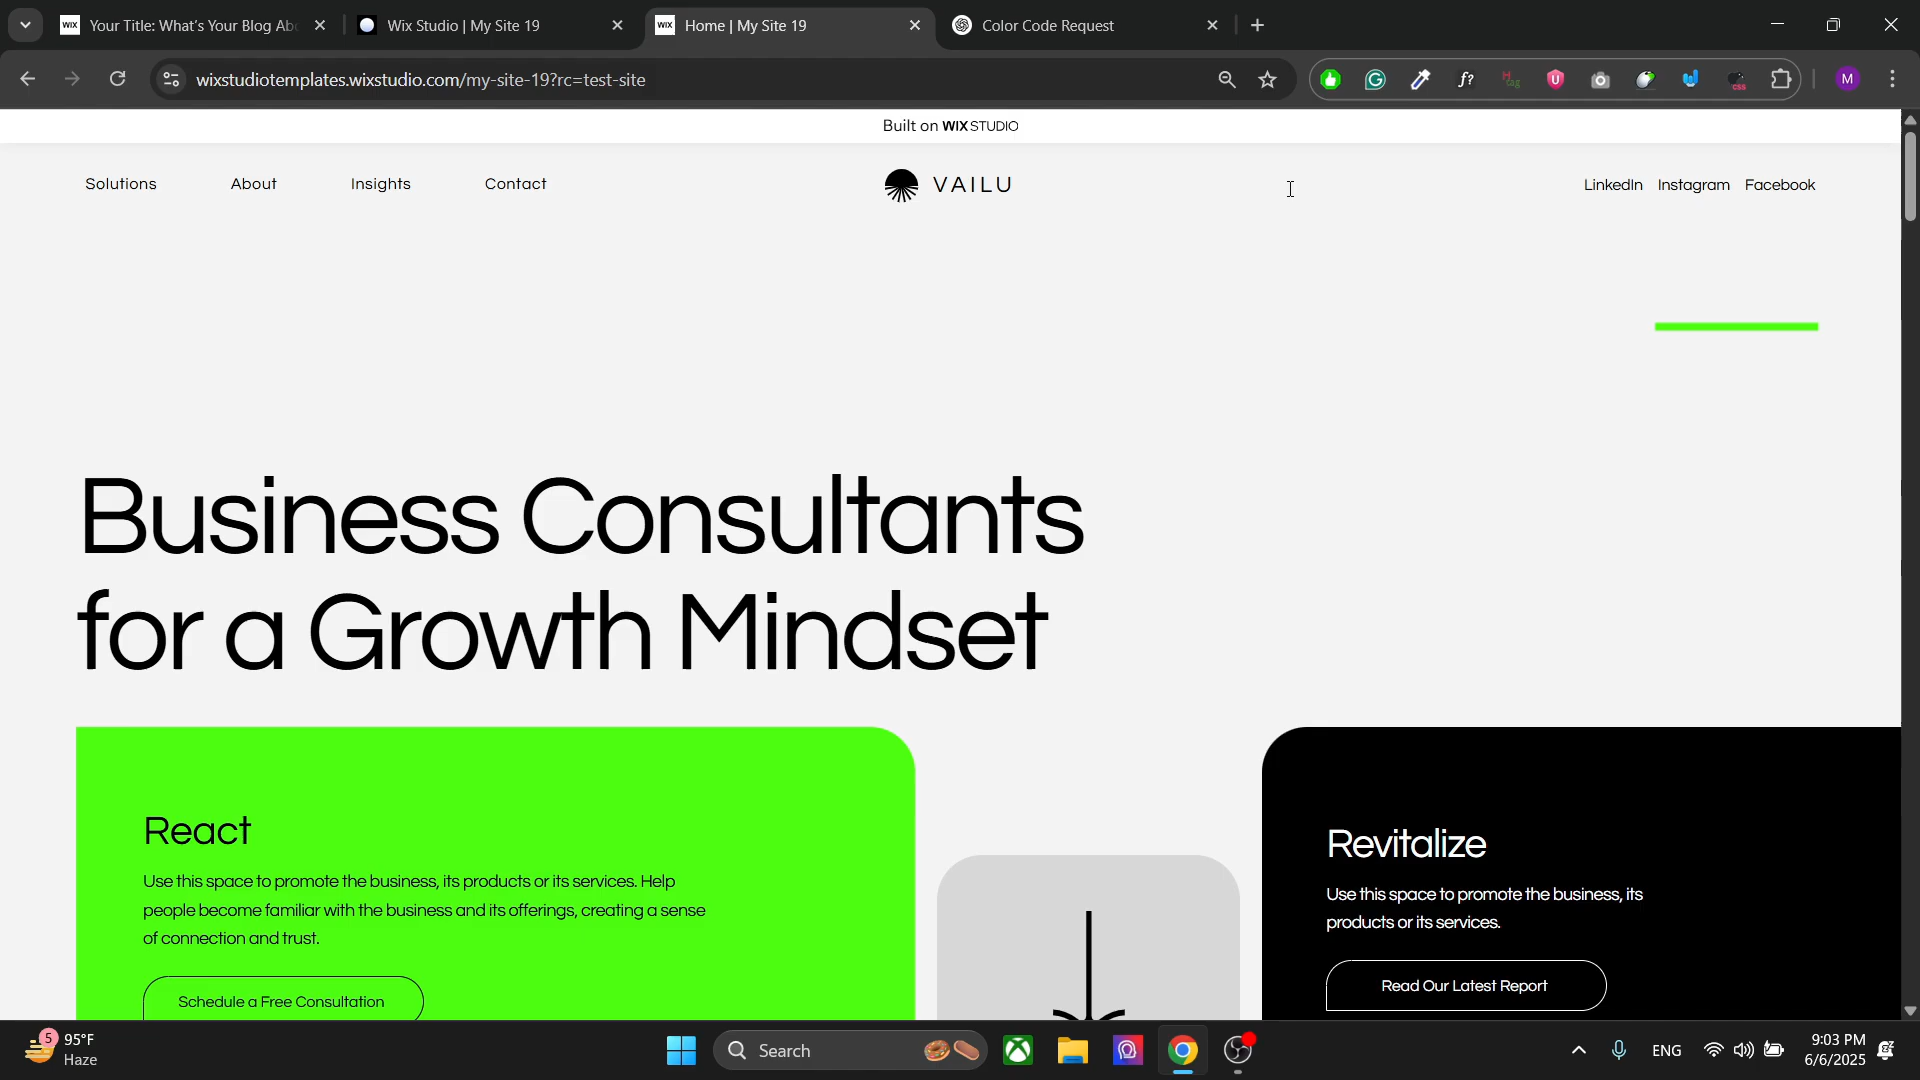 WIX Your Title: What's Your Blog Abo
Wix Studio | My Site 19
WIX Home | My Site 19
Color Code Request
wixstudiotemplates.wixstudio.com/my-site-19?rc=test-site
M
Built on WIX STUDIO
Solutions
About
Insights
Contact
VAILU
LinkedIn
Instagram
Facebook
Business Consultants
for a Growth Mindset
React
Use this space to promote the business, its products or its services. Help
people become familiar with the business and its offerings, creating a sense
of connection and trust.
Schedule a Free Consultation
Revitalize
Use this space to promote the business, its
products or its services.
Read Our Latest Report
5
95°F
Haze
Search
ENG
9:03 PM
6/6/2025